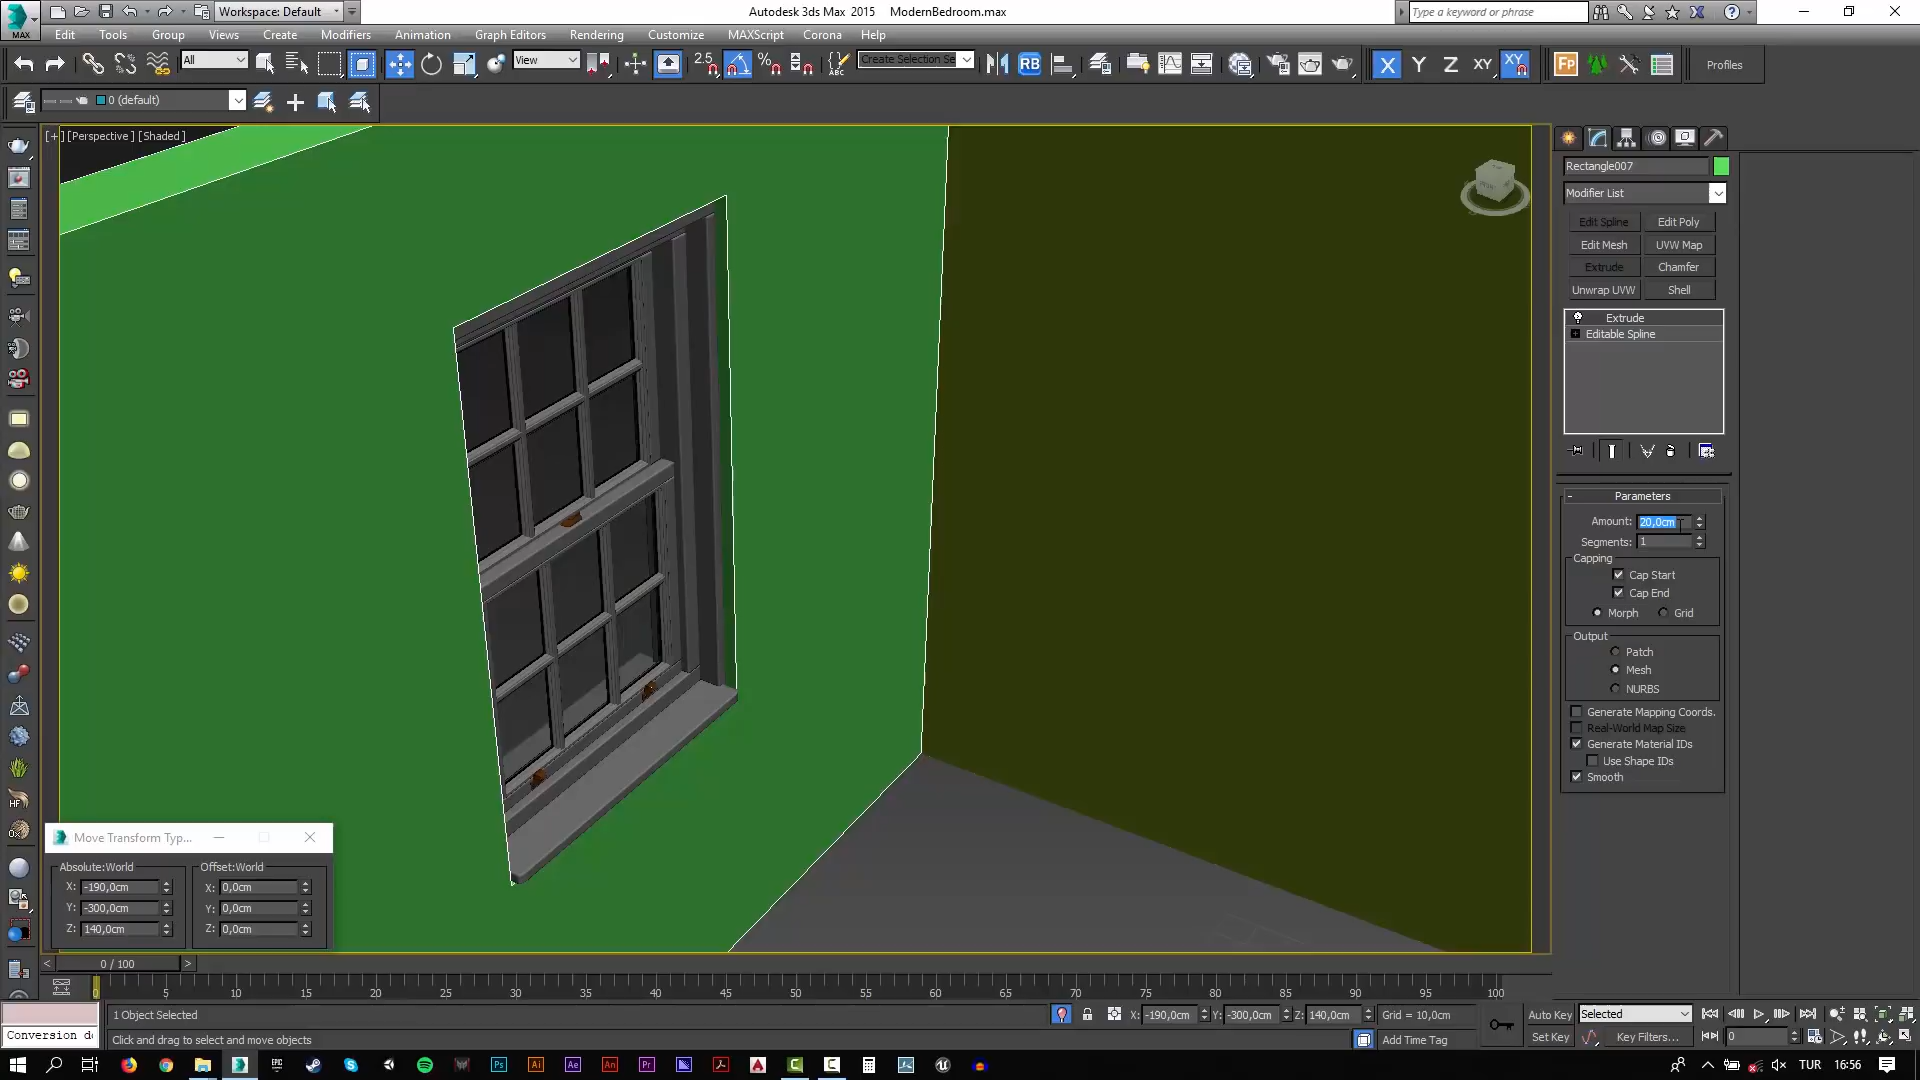 Workspace: Default
Autodesk 3ds Max 2015 ModernBedroom.max
Type a keyword or phrase
MAX
Edit Tools Group Views Create Modifiers Animation Graph Editors Rendering Customize MAXScript Corona Help
All
View
2.5
Create Selection Se
X Y Z XY XY
Profiles
0 (default)
[+] [Perspective] [Shaded]
Rectangle007
Modifier List
Edit Spline Edit Poly
Edit Mesh UVW Map
Extrude Chamfer
Unwrap UVW Shell
Extrude
Editable Spline
Parameters
Amount: 20,0cm
Segments: 1
Capping
Cap Start
Cap End
Morph Grid
Output
Patch
Mesh
NURBS
Generate Mapping Coords.
Real-World Map Size
Generate Material IDs
Use Shape IDs
Smooth
Move Transform Typ...
Absolute:World Offset:World
X: -190,0cm X: 0,0cm
Y: -300,0cm Y: 0,0cm
Z: 140,0cm Z: 0,0cm
< 0 / 100 >
0 5 10 15 20 25 30 35 40 45 50 55 60 65 70 75 80 85 90 95 100
1 Object Selected X: -190,0cm Y: -300,0cm Z: 140,0cm Grid = 10,0cm Auto Key Selected
Conversion d
Click and drag to select and move objects Add Time Tag Set Key Key Filters... 0
TUR 16:56